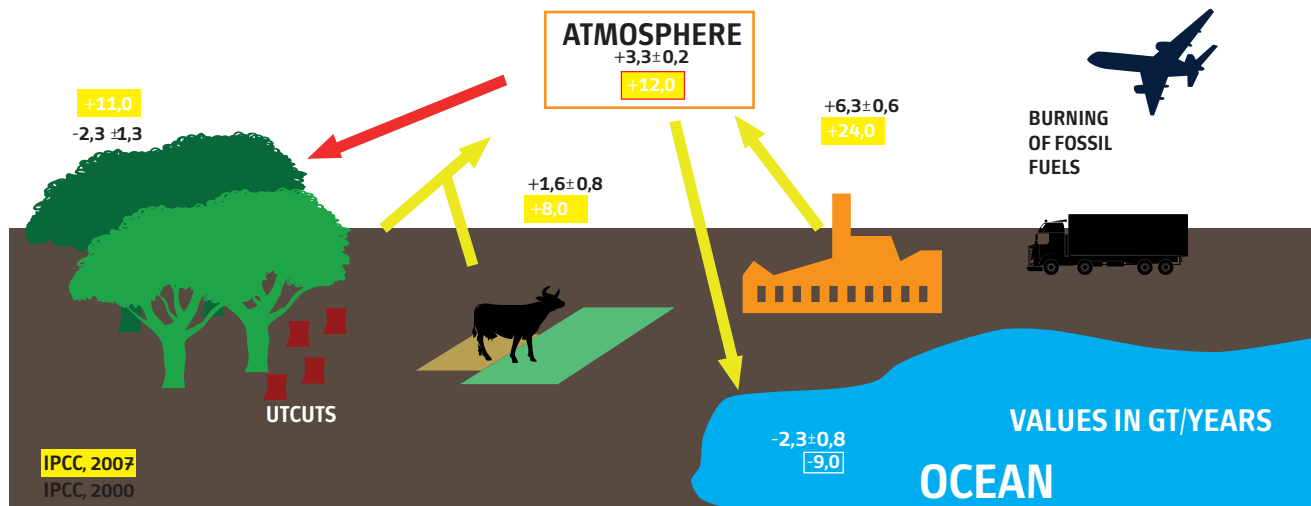 ATMOSPHERE
+3,3±0,2
+12,0
+11,0
-2,3 ±1,3
+6,3±0,6
+24,0
BURNING
OF FOSSIL
FUELS
+1,6±0,8
+8,0
UTCUTS
VALUES IN GT/YEARS
-2,3±0,8
-9,0
OCEAN
IPCC, 2007
IPCC, 2000